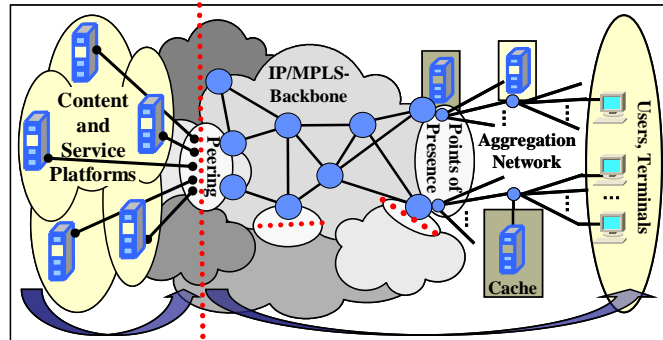 Content
and
Service
Platforms
Peering
IP/MPLS-
Backbone
Points of
Presence
Aggregation
Network
Cache
Users, Terminals
...